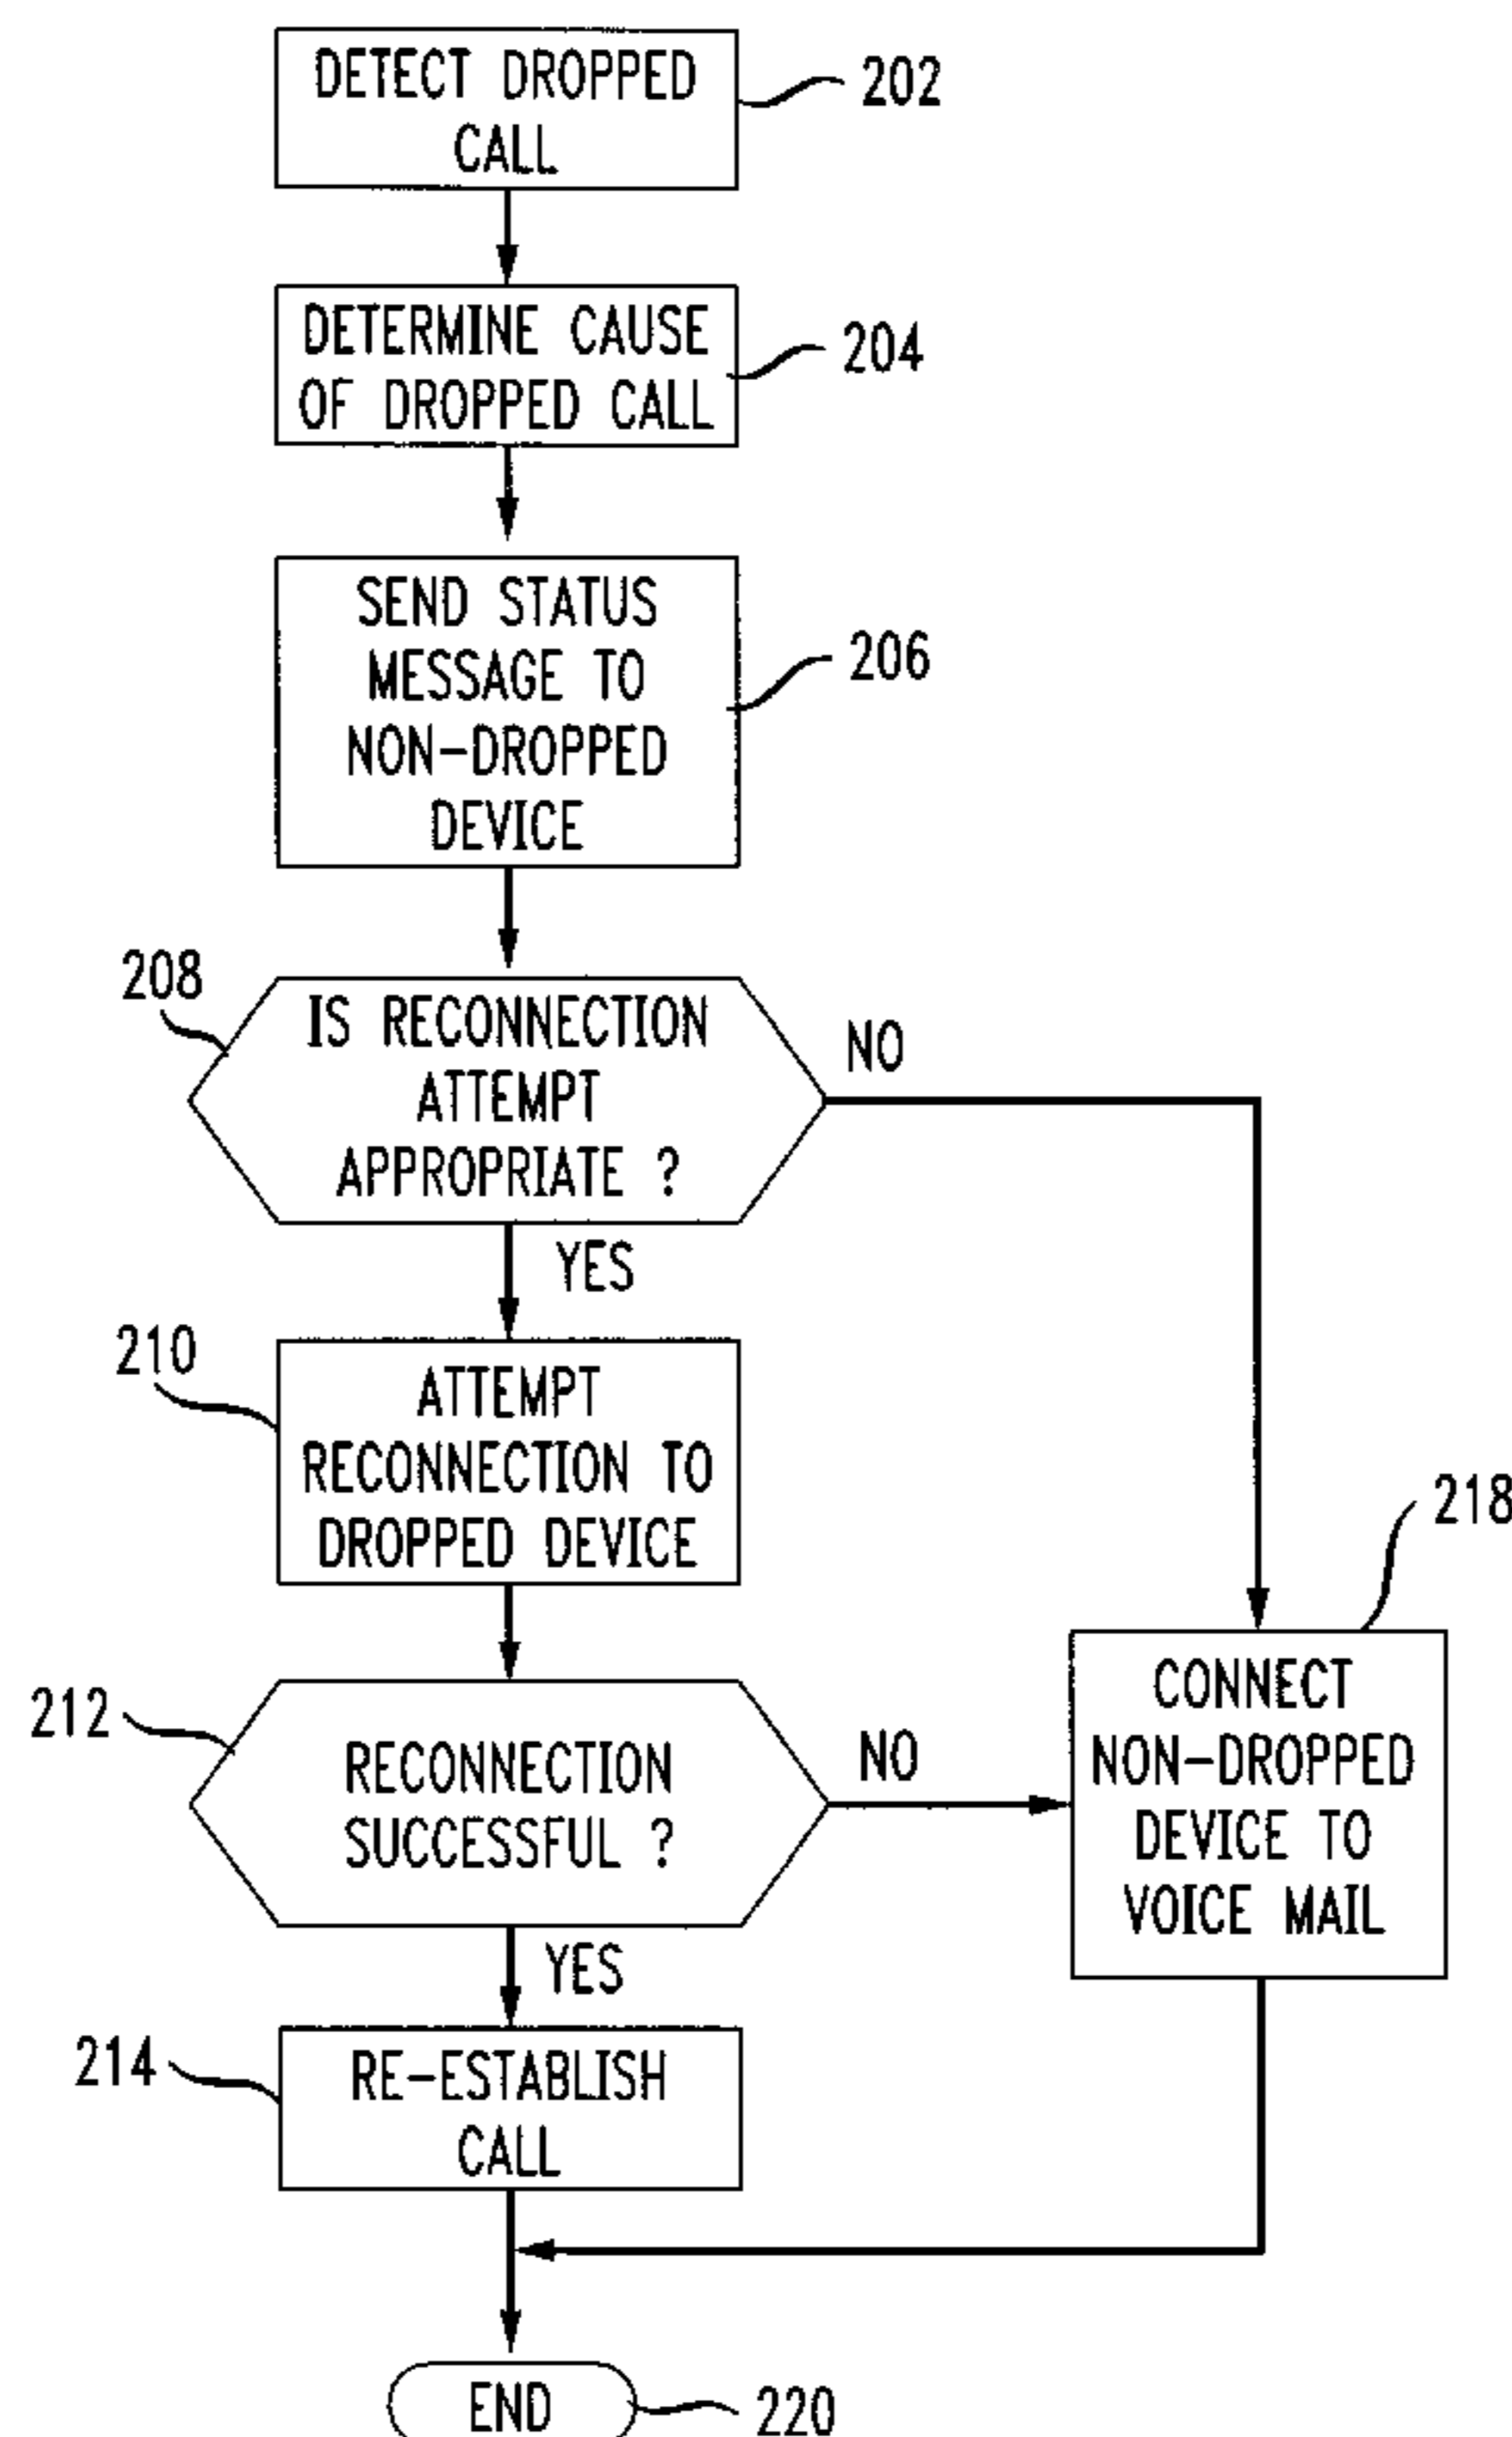 DETECT DROPPED
CALL
202
DETERMINE CAUSE
OF DROPPED CALL
204
SEND STATUS
MESSAGE TO
NON-DROPPED
DEVICE
206
208
IS RECONNECTION
ATTEMPT
APPROPRIATE ?
NO
YES
210
ATTEMPT
RECONNECTION TO
DROPPED DEVICE
218
CONNECT
NON-DROPPED
DEVICE TO
VOICE MAIL
212
RECONNECTION
SUCCESSFUL ?
NO
YES
214
RE-ESTABLISH
CALL
END
220